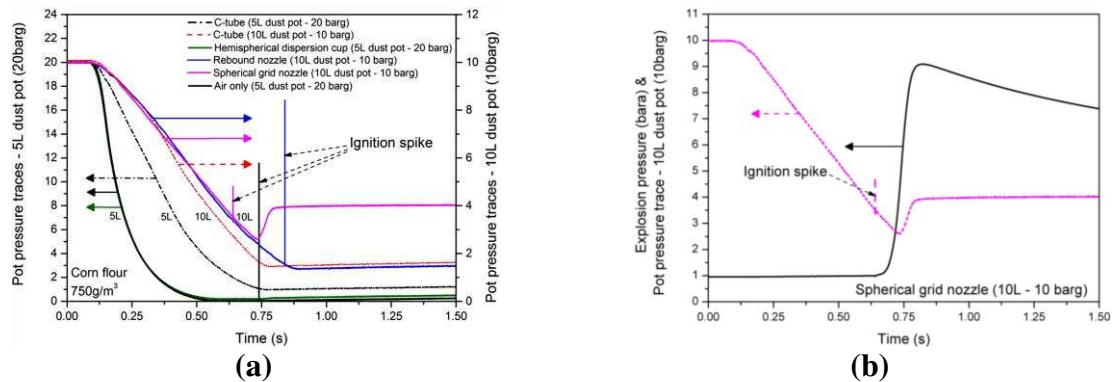 Pot pressure traces - 5L dust pot (20barg)
24
22
20
18
16
14
12
10
8
6
4
2
0
C-tube (5L dust pot - 20 barg)
C-tube (10L dust pot - 10 barg)
Hemispherical dispersion cup (5L dust pot - 20 barg)
Rebound nozzle (10L dust pot - 10 barg)
Spherical grid nozzle (10L dust pot - 10 barg)
Air only (5L dust pot - 20 barg)
Ignition spike
5L
5L
10L
10L
Corn flour
750g/m³
0.00
0.25
0.50
0.75
1.00
1.25
1.50
Time (s)
12
10
8
6
4
2
0
Pot pressure traces - 10L dust pot (10barg)
(a)
Explosion pressure (bara) &
Pot pressure trace - 10L dust pot (10barg)
11
10
9
8
7
6
5
4
3
2
1
0
Ignition spike
Spherical grid nozzle (10L - 10 barg)
0.00
0.25
0.50
0.75
1.00
1.25
1.50
Time (s)
(b)